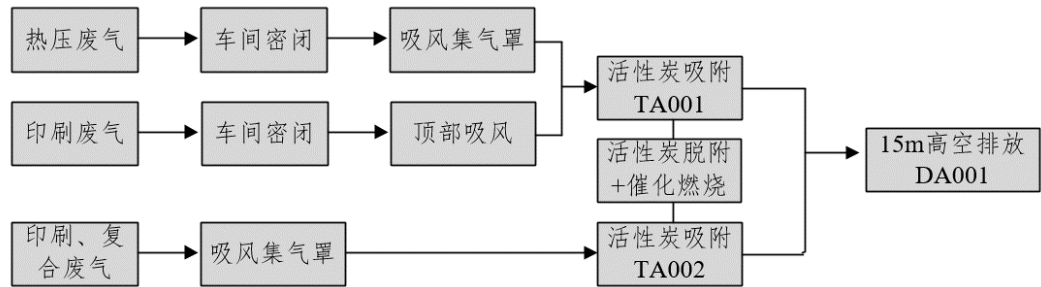 热压废气
车间密闭
吸风集气罩
印刷废气
车间密闭
顶部吸风
活性炭吸附
TA001
活性炭脱附
+催化燃烧
15m高空排放
DA001
印刷、复
合废气
吸风集气罩
活性炭吸附
TA002